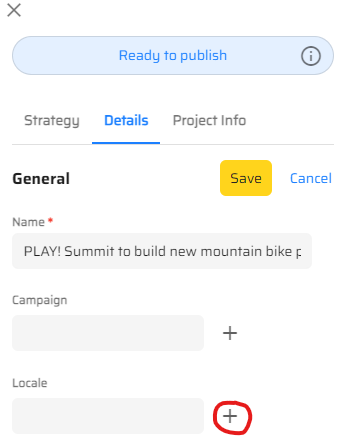 Ready to publish
Strategy Details Project Info
General Save Cancel
Name *
PLAY! Summit to build new mountain bike p
Campaign
Locale